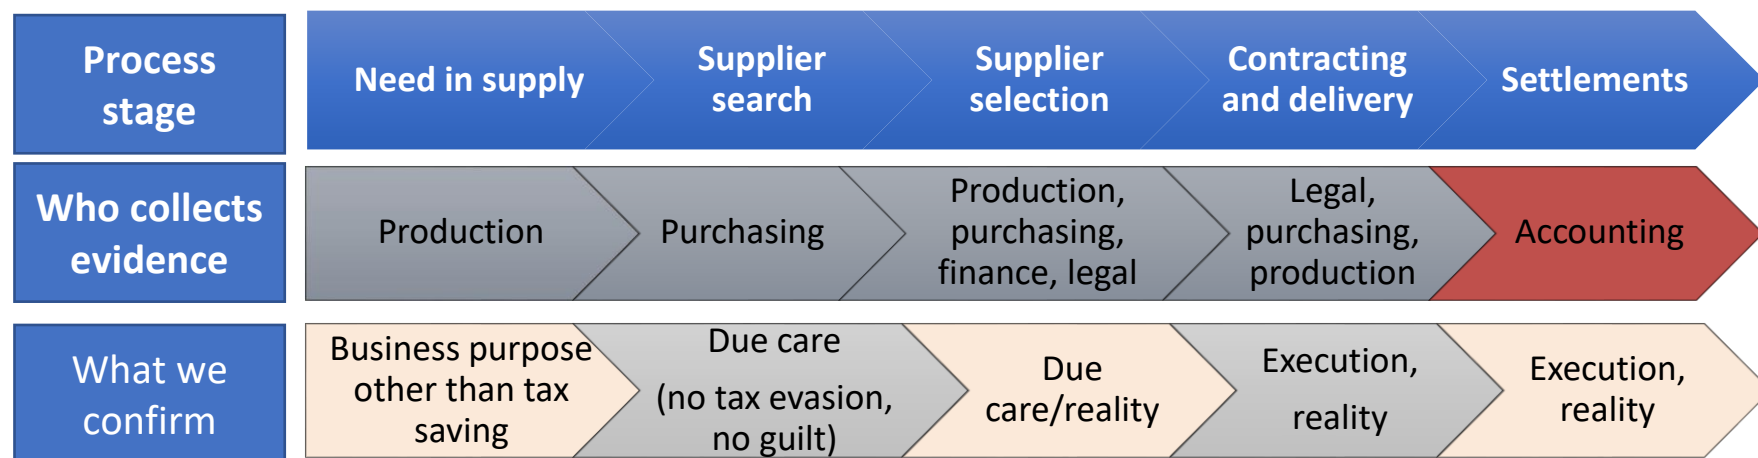 Process
stage
Need in supply
Supplier
search
Supplier
selection
Contracting
and delivery
Settlements
Who collects
evidence
Production
Purchasing
Production,
purchasing,
finance, legal
Legal,
purchasing,
production
Accounting
What we
confirm
Business purpose
other than tax
saving
Due care
(no tax evasion,
no guilt)
Due
care/reality
Execution,
reality
Execution,
reality